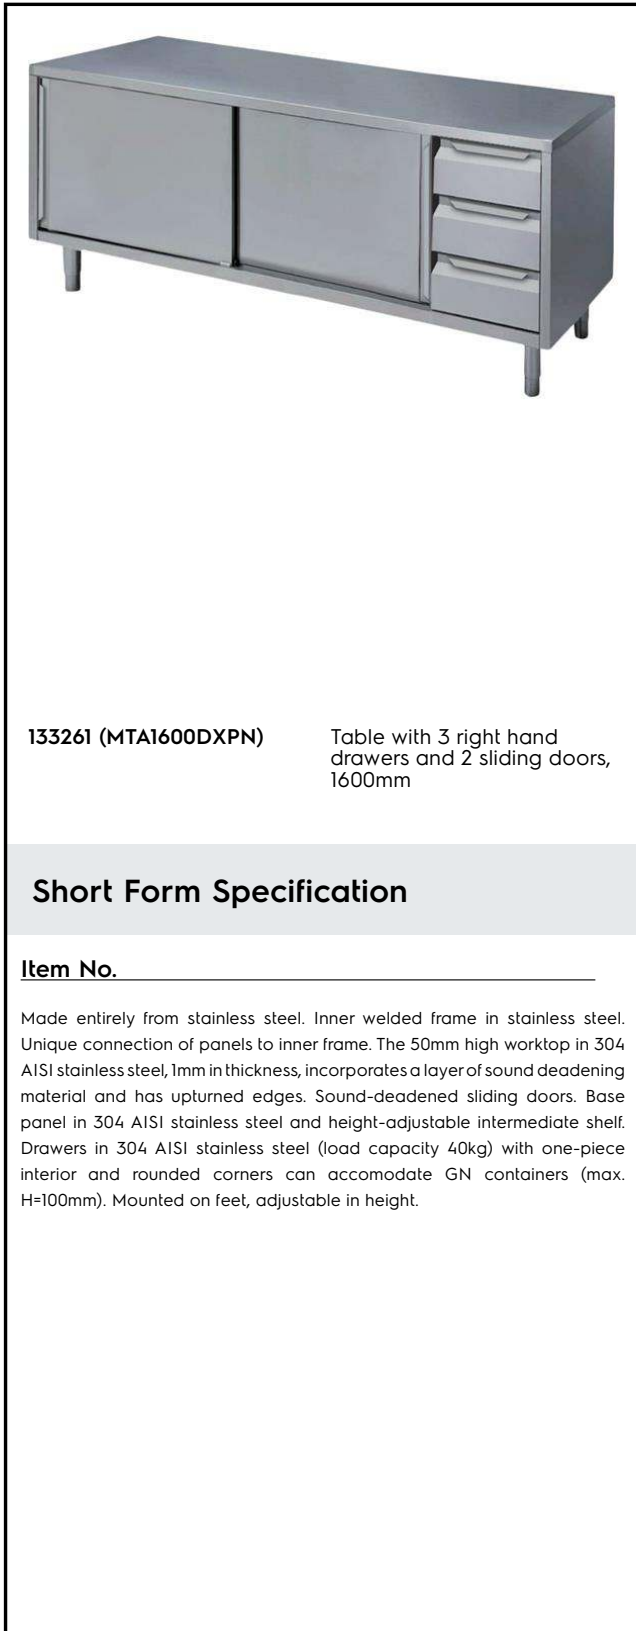 133261 (MTA1600DXPN)
Table with 3 right hand
drawers and 2 sliding doors,
1600mm
Short Form Specification
Item No.
Made entirely from stainless steel. Inner welded frame in stainless steel.
Unique connection of panels to inner frame. The 50mm high worktop in 304
AISI stainless steel, 1mm in thickness, incorporates a layer of sound deadening
material and has upturned edges. Sound-deadened sliding doors. Base
panel in 304 AISI stainless steel and height-adjustable intermediate shelf.
Drawers in 304 AISI stainless steel (load capacity 40kg) with one-piece
interior and rounded corners can accomodate GN containers (max.
H=100mm). Mounted on feet, adjustable in height.